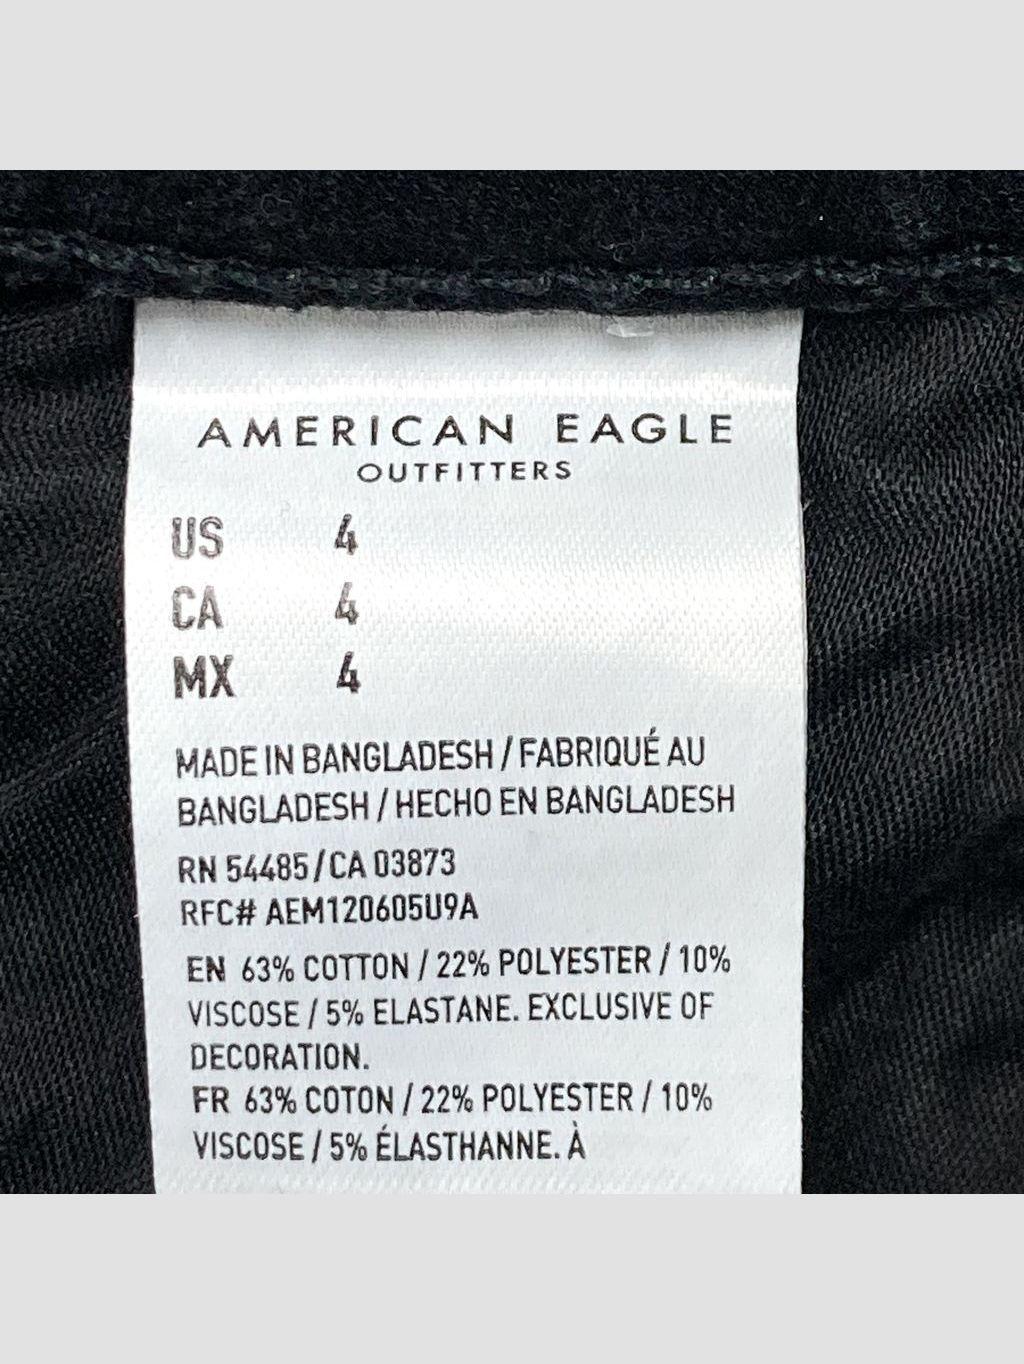 AMERICAN EAGLE
OUTFITTERS
US 4
CA 4
MX 4
MADE IN BANGLADESH / FABRIQUÉ AU
BANGLADESH / HECHO EN BANGLADESH
RN 54485/CA 03873
RFC# AEM120605U9A
EN 63% COTTON / 22% POLYESTER / 10%
VISCOSE / 5% ELASTANE. EXCLUSIVE OF
DECORATION.
FR 63% COTON / 22% POLYESTER / 10%
VISCOSE / 5% ÉLASTHANNE. À